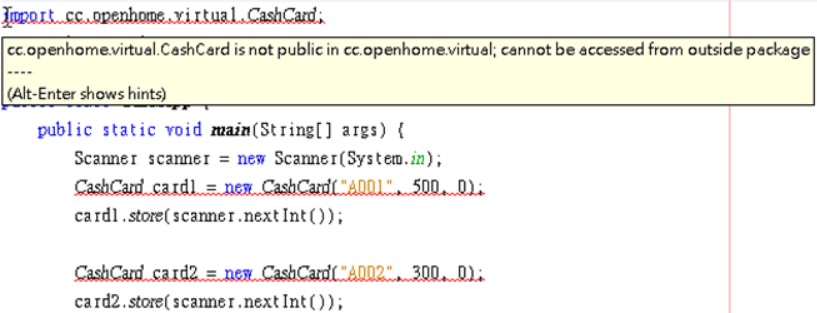 import cc.openhome.virtual.CashCard;
cc.openhome.virtual.CashCard is not public in cc.openhome.virtual; cannot be accessed from outside package
----
(Alt-Enter shows hints)
public static void main(String[] args) {
Scanner scanner = new Scanner(System.in);
CashCard card1 = new CashCard("A001", 500, 0);
card1.store(scanner.nextInt());
CashCard card2 = new CashCard("A002", 300, 0);
card2.store(scanner.nextInt());